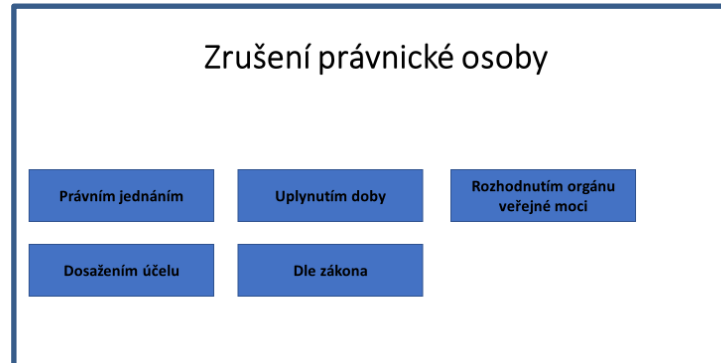 Zrušení právnické osoby
Právním jednáním
Uplynutím doby
Rozhodnutím orgánu
veřejné moci
Dosažením účelu
Dle zákona